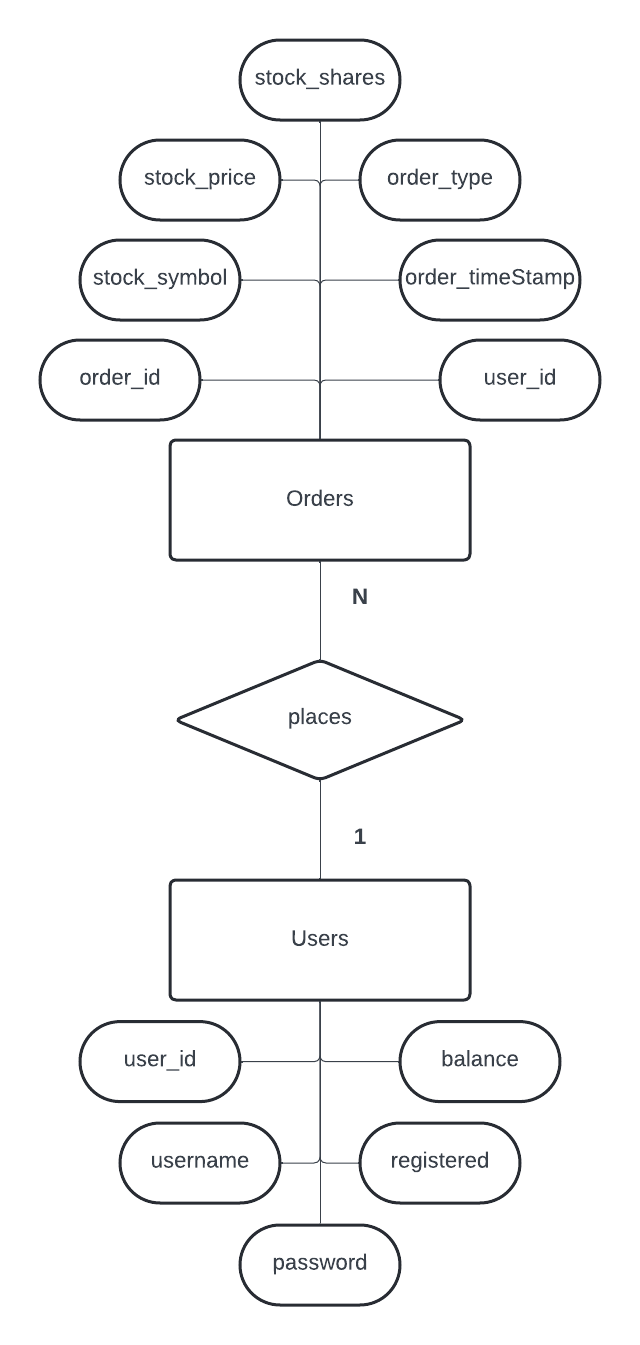 stock_shares
stock_price
order_type
stock_symbol
order_timeStamp
order_id
user_id
Orders
N
places
1
Users
user_id
balance
username
registered
password